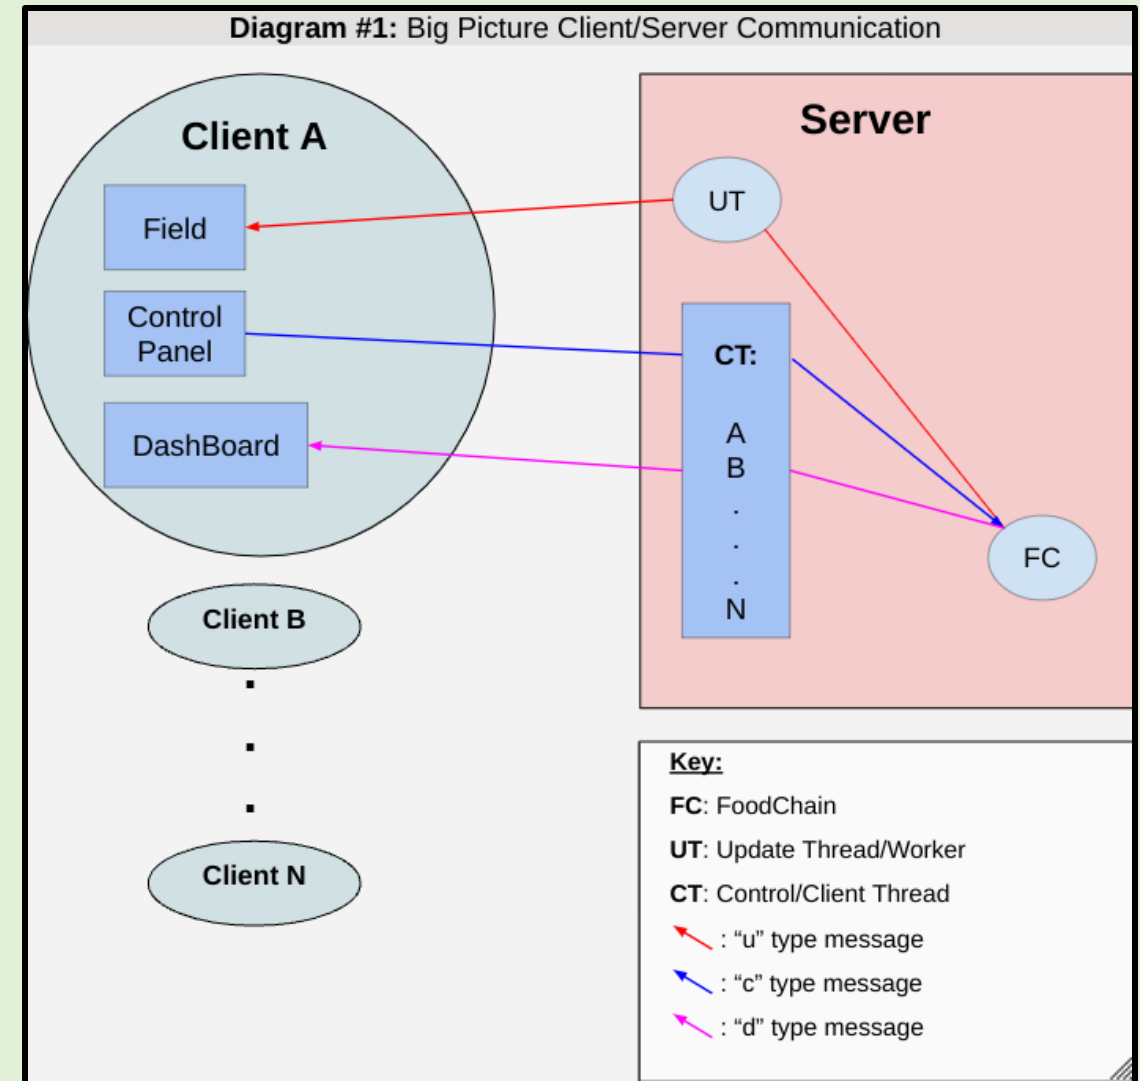 Diagram #1: Big Picture Client/Server Communication
Client A
Field
Control
Panel
DashBoard
Client B
.
.
.
Client N
Server
UT
CT:
A
B
.
.
.
N
FC
Key:
FC: FoodChain
UT: Update Thread/Worker
CT: Control/Client Thread
: “u” type message
: “c” type message
: “d” type message